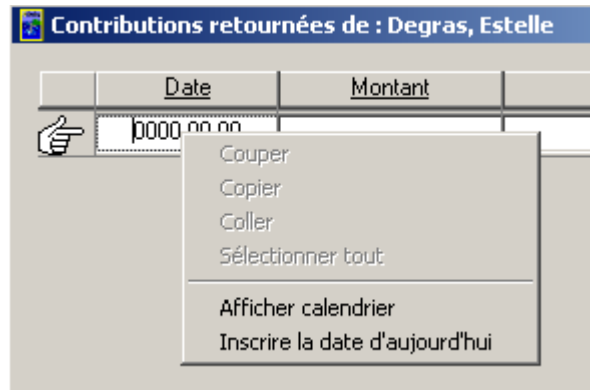 Contributions retournées de : Degras, Estelle
Date Montant
0000-00-00
Couper
Copier
Coller
Sélectionner tout
Afficher calendrier
Inscrire la date d'aujourd'hui